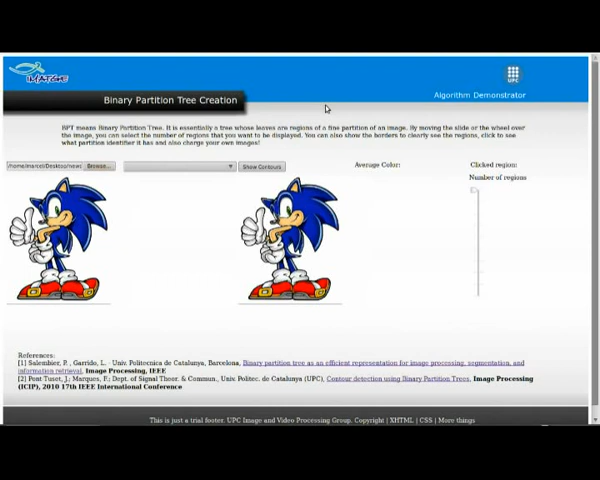 IMATGE
UPC
Binary Partition Tree Creation
Algorithm Demonstrator
BPT means Binary Partition Tree. It is essentially a tree whose leaves are regions of a fine partition of an image. By moving the slide or the wheel over
the image, you can select the number of regions that you want to be displayed. You can also show the borders to clearly see the regions, click to see
what partition identifier it has and also charge your own images!
/home/marcel/Desktop/news Browse... Show Contours Average Color: Clicked region:
Number of regions
References:
[1] Salembier, P., Garrido, L. - Univ. Politecnica de Catalunya, Barcelona, Binary partition tree as an efficient representation for image processing, segmentation, and
information retrieval, Image Processing, IEEE
[2] Pont Tuset, J.; Marques, F.; Dept. of Signal Theor. & Commun., Univ. Politec. de Catalunya (UPC), Contour detection using Binary Partition Trees, Image Processing
(ICIP), 2010 17th IEEE International Conference
This is just a trial footer. UPC Image and Video Processing Group. Copyright | XHTML | CSS | More things